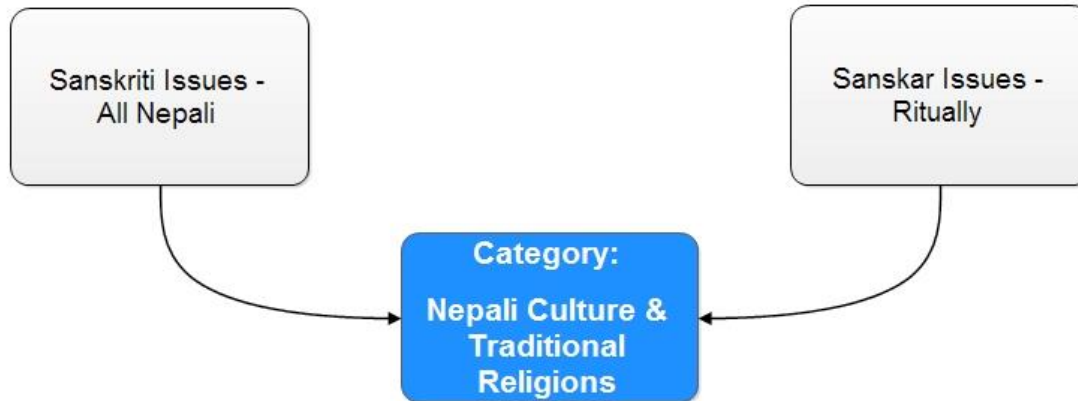 Sanskriti Issues -
All Nepali
Sanskar Issues -
Ritually
Category:
Nepali Culture &
Traditional
Religions